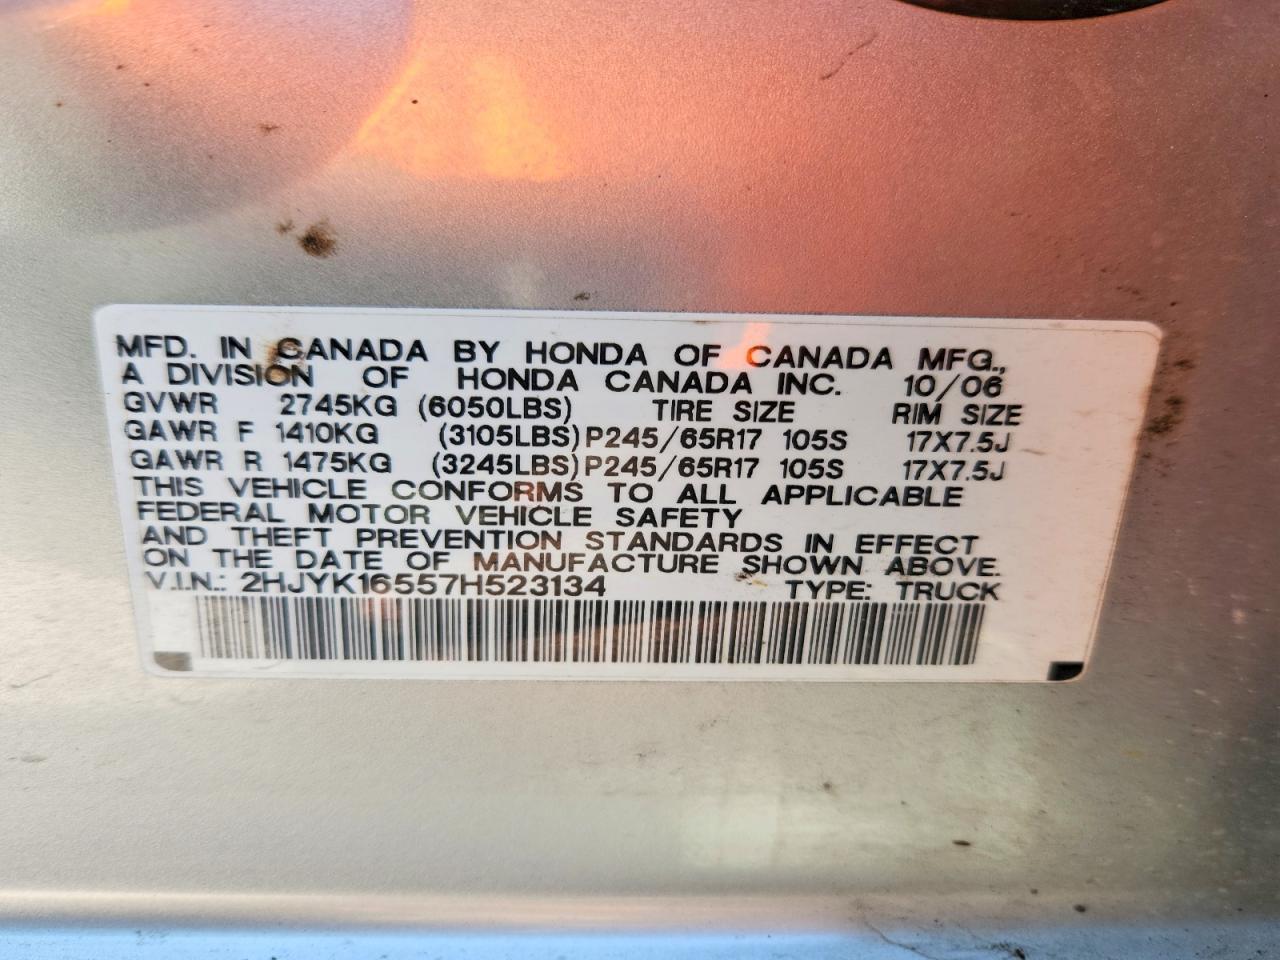 MFD. IN CANADA BY HONDA OF CANADA MFG.,
A DIVISION OF HONDA CANADA INC. 10/06
GVWR 2745KG (6050LBS) TIRE SIZE RIM SIZE
GAWR F 1410KG (3105LBS) P245/65R17 105S 17X7.5J
GAWR R 1475KG (3245LBS) P245/65R17 105S 17X7.5J
THIS VEHICLE CONFORMS TO ALL APPLICABLE
FEDERAL MOTOR VEHICLE SAFETY
AND THEFT PREVENTION STANDARDS IN EFFECT
ON THE DATE OF MANUFACTURE SHOWN ABOVE.
V.I.N.: 2HJYK16557H523134 TYPE: TRUCK